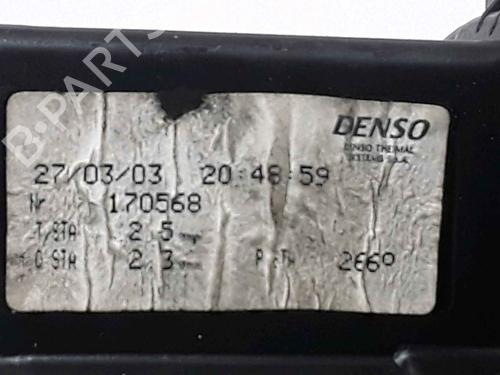 B-PARTS
DENSO
DENSO THERMAL
SYSTEMS S.p.A.
27/03/03 20:48:59
Nr 170568
T/STA 2.5
O STA 2.3 266°